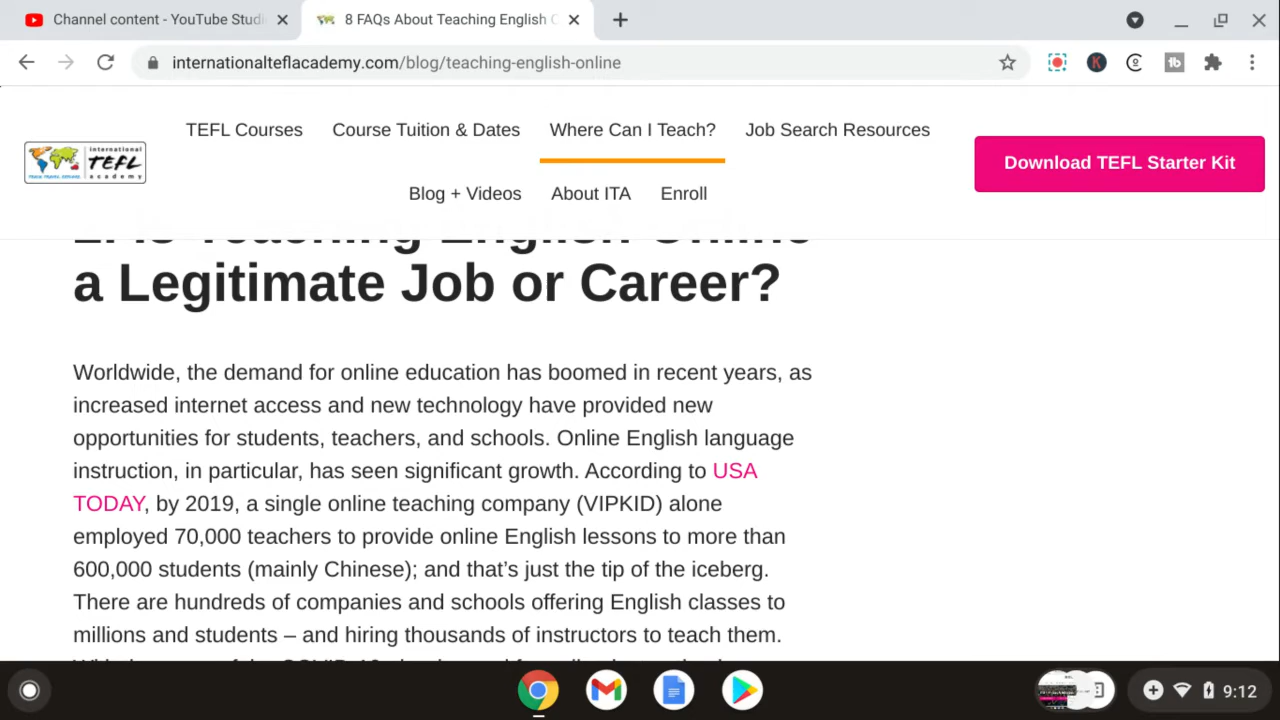 Channel content - YouTube Studi
8 FAQs About Teaching English O
internationalteflacademy.com/blog/teaching-english-online
TEFL Courses
Course Tuition & Dates
Where Can I Teach?
Job Search Resources
international
TEFL
academy
Download TEFL Starter Kit
Blog + Videos
About ITA
Enroll
Is Teaching English Online
a Legitimate Job or Career?
Worldwide, the demand for online education has boomed in recent years, as
increased internet access and new technology have provided new
opportunities for students, teachers, and schools. Online English language
instruction, in particular, has seen significant growth. According to USA
TODAY, by 2019, a single online teaching company (VIPKID) alone
employed 70,000 teachers to provide online English lessons to more than
600,000 students (mainly Chinese); and that’s just the tip of the iceberg.
There are hundreds of companies and schools offering English classes to
millions and students – and hiring thousands of instructors to teach them.
9:12